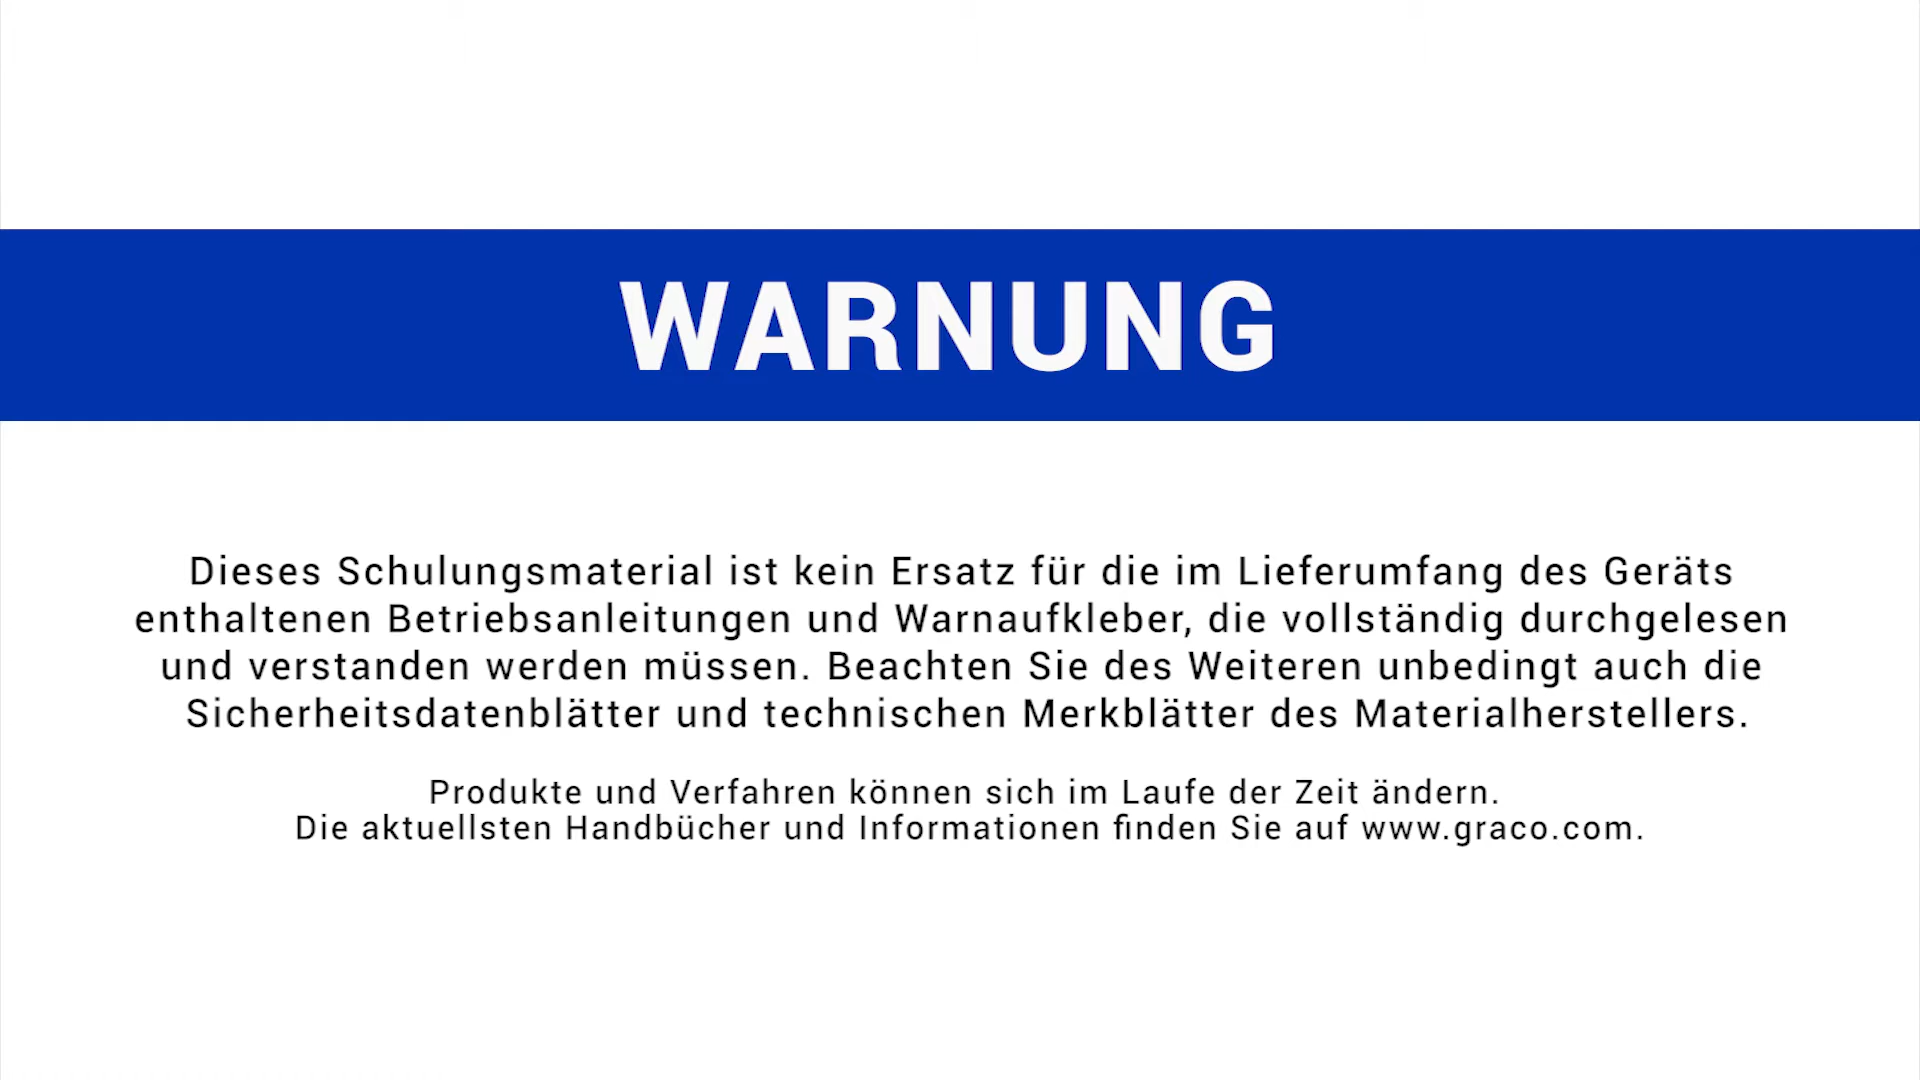 WARNUNG
Dieses Schulungsmaterial ist kein Ersatz für die im Lieferumfang des Geräts
enthaltenen Betriebsanleitungen und Warnaufkleber, die vollständig durchgelesen
und verstanden werden müssen. Beachten Sie des Weiteren unbedingt auch die
Sicherheitsdatenblätter und technischen Merkblätter des Materialherstellers.
Produkte und Verfahren können sich im Laufe der Zeit ändern.
Die aktuellsten Handbücher und Informationen finden Sie auf www.graco.com.